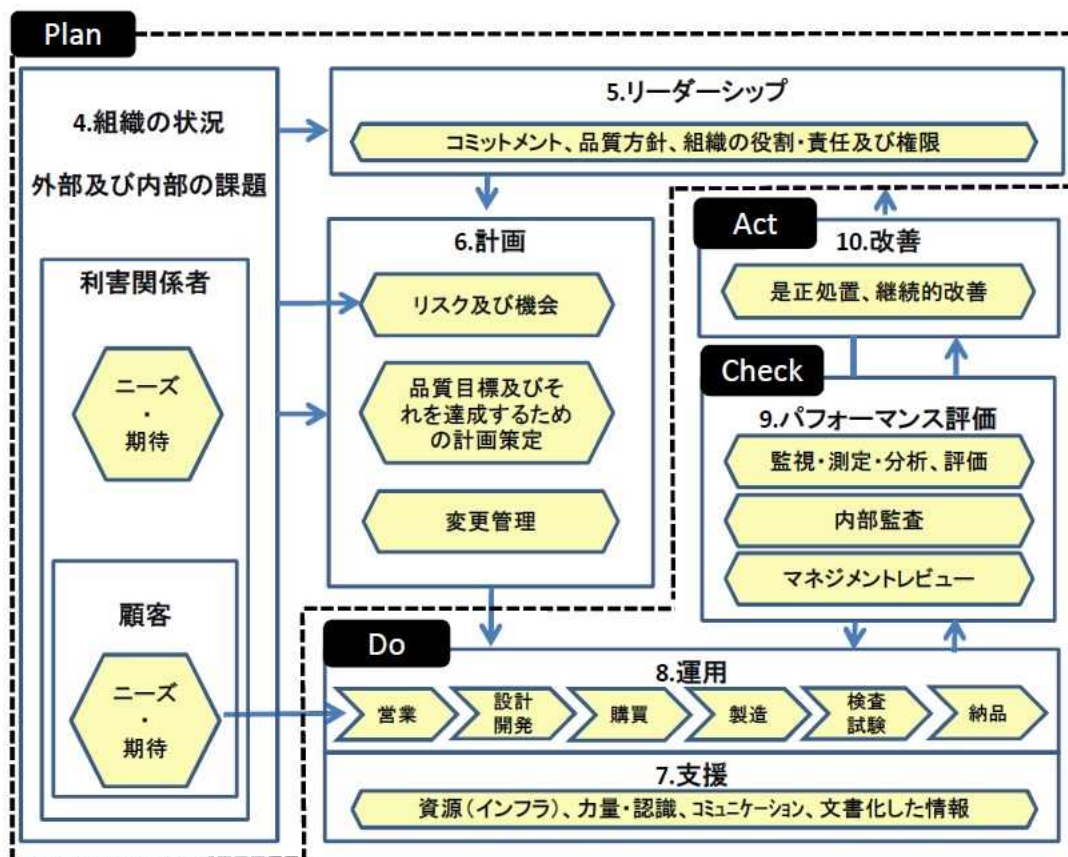 Plan
4.組織の状況
外部及び内部の課題
利害関係者
ニーズ
・
期待
顧客
ニーズ
・
期待
5.リーダーシップ
コミットメント、品質方針、組織の役割・責任及び権限
6.計画
リスク及び機会
品質目標及びそ
れを達成するため
の計画策定
変更管理
Act
10.改善
是正処置、継続的改善
Check
9.パフォーマンス評価
監視・測定・分析、評価
内部監査
マネジメントレビュー
Do
8.運用
営業
設計
開発
購買
製造
検査
試験
納品
7.支援
資源(インフラ)、力量・認識、コミュニケーション、文書化した情報